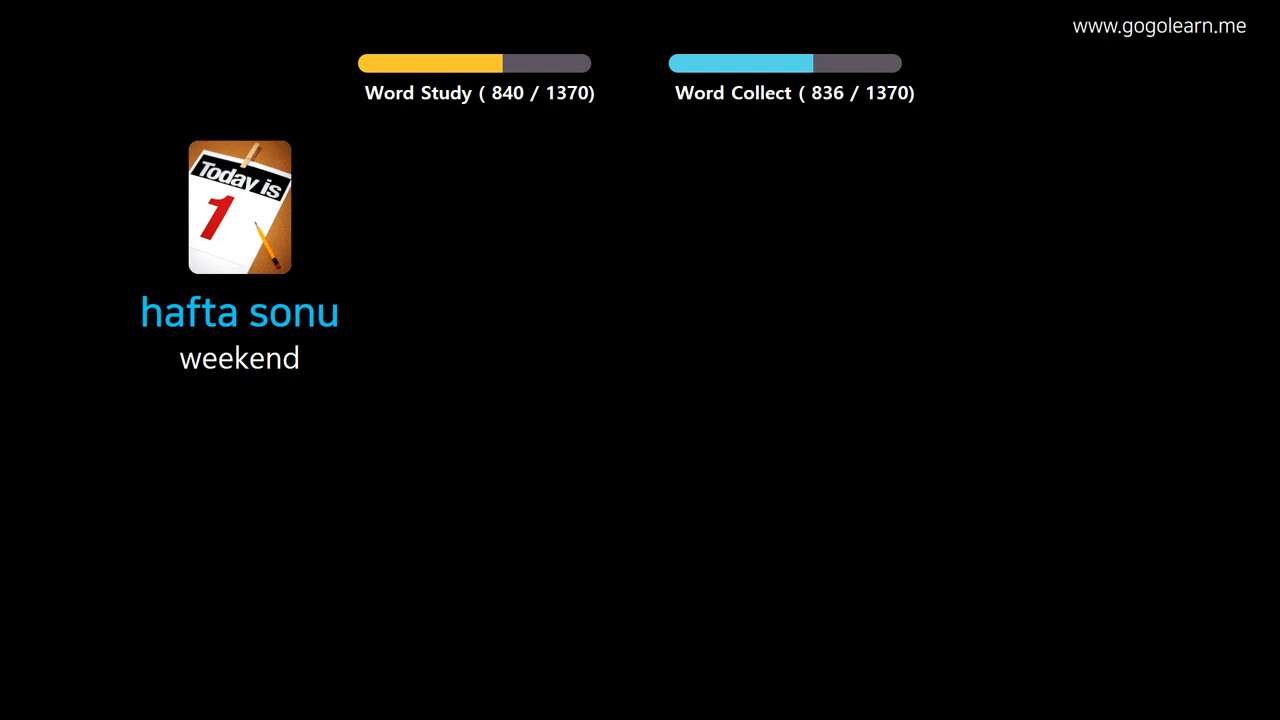 www.gogolearn.me
Word Study ( 840 / 1370)
Word Collect ( 836 / 1370)
Today is
1
hafta sonu
weekend